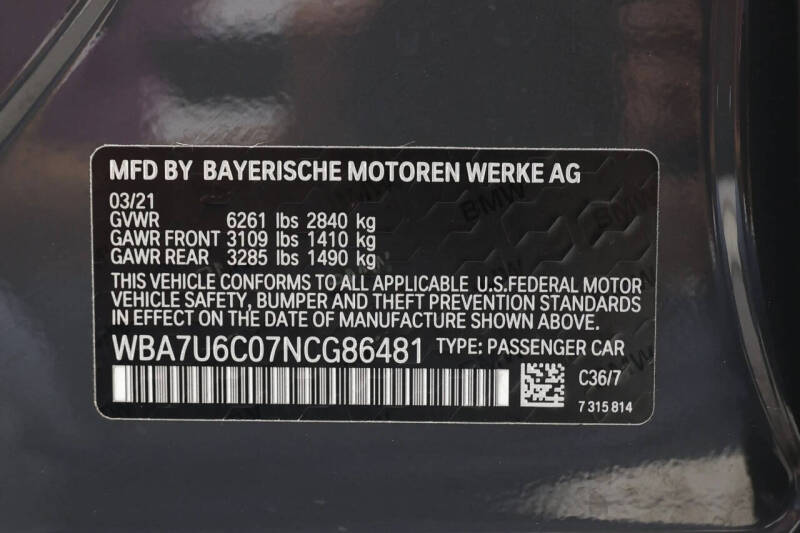 MFD BY BAYERISCHE MOTOREN WERKE AG
03/21
GVWR 6261 lbs 2840 kg
GAWR FRONT 3109 lbs 1410 kg
GAWR REAR 3285 lbs 1490 kg
THIS VEHICLE CONFORMS TO ALL APPLICABLE U.S.FEDERAL MOTOR
VEHICLE SAFETY, BUMPER AND THEFT PREVENTION STANDARDS
IN EFFECT ON THE DATE OF MANUFACTURE SHOWN ABOVE.
WBA7U6C07NCG86481 TYPE: PASSENGER CAR
C36/7
7 315 814
BMW
BMW